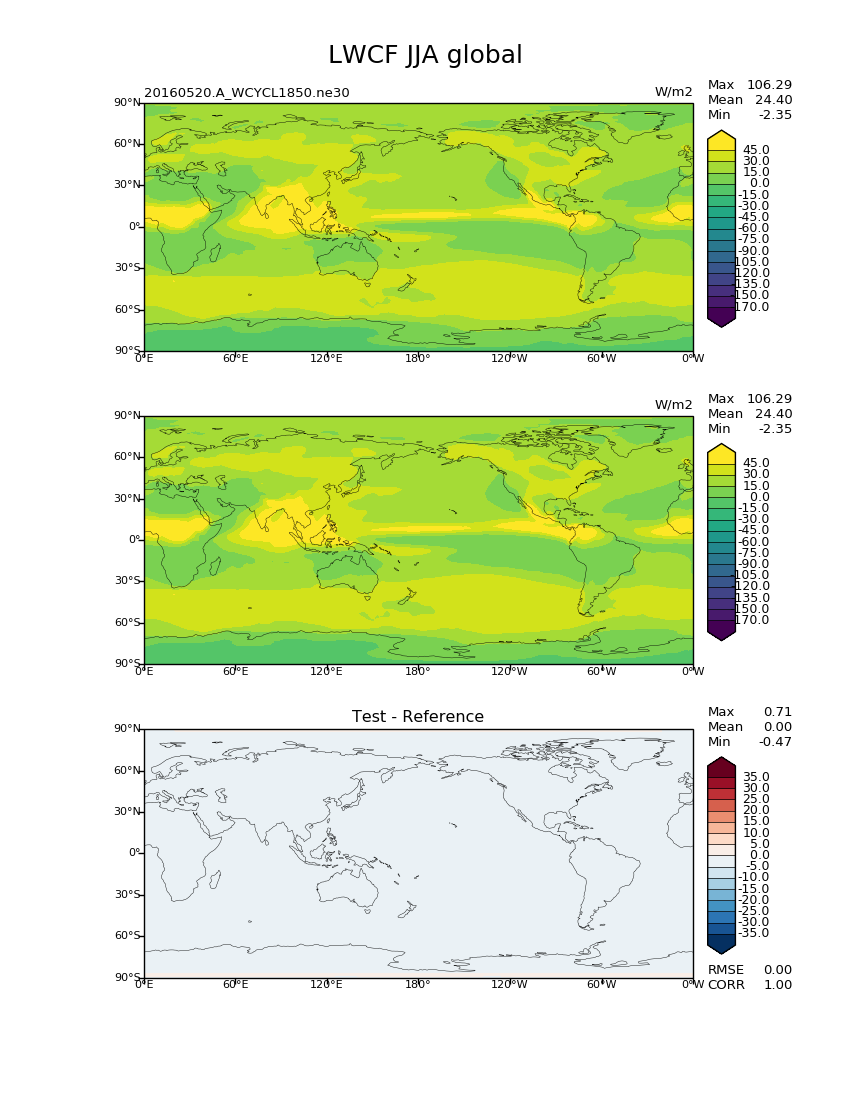 LWCF JJA global
20160520.A_WCYCL1850.ne30
W/m2
Max 106.29
Mean 24.40
Min -2.35
90°N
60°N
30°N
0°
30°S
60°S
90°S
0°E 60°E 120°E 180° 120°W 60°W 0°W
45.0
30.0
15.0
0.0
-15.0
-30.0
-45.0
-60.0
-75.0
-90.0
-105.0
-120.0
-135.0
-150.0
-170.0
W/m2
Max 106.29
Mean 24.40
Min -2.35
90°N
60°N
30°N
0°
30°S
60°S
90°S
0°E 60°E 120°E 180° 120°W 60°W 0°W
45.0
30.0
15.0
0.0
-15.0
-30.0
-45.0
-60.0
-75.0
-90.0
-105.0
-120.0
-135.0
-150.0
-170.0
Test - Reference
Max 0.71
Mean 0.00
Min -0.47
90°N
60°N
30°N
0°
30°S
60°S
90°S
0°E 60°E 120°E 180° 120°W 60°W 0°W
35.0
30.0
25.0
20.0
15.0
10.0
5.0
0.0
-5.0
-10.0
-15.0
-20.0
-25.0
-30.0
-35.0
RMSE 0.00
CORR 1.00